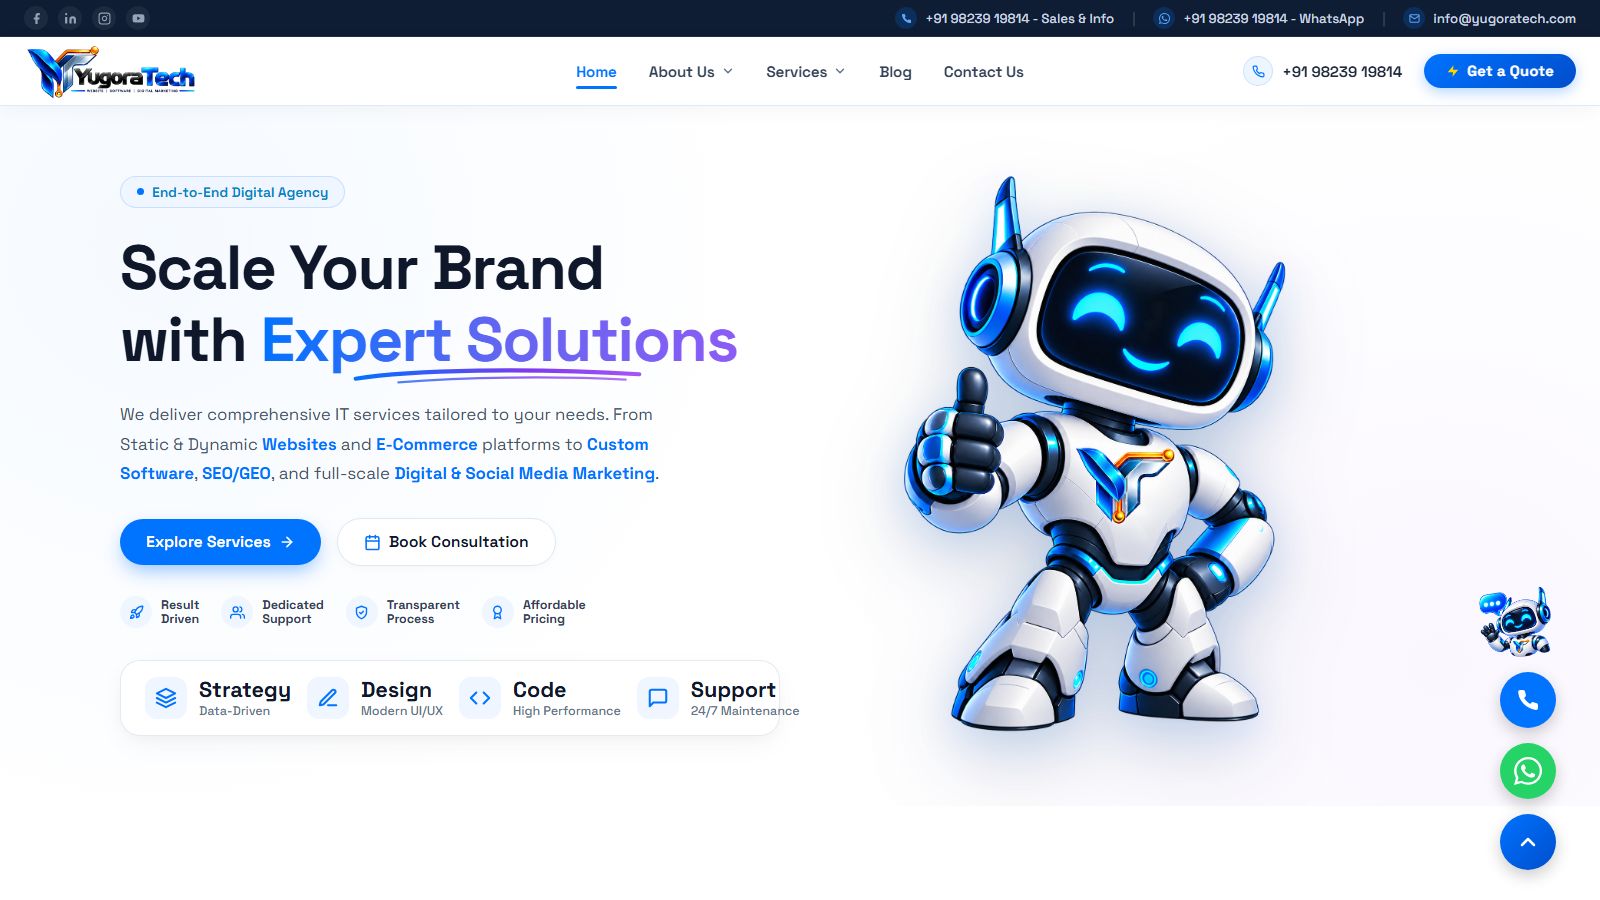 +91 98239 19814 - Sales & Info
+91 98239 19814 - WhatsApp
info@yugoratech.com
YugoraTech
WEBSITE | SOFTWARE | DIGITAL MARKETING
Home
About Us
Services
Blog
Contact Us
+91 98239 19814
Get a Quote
End-to-End Digital Agency
Scale Your Brand
with Expert Solutions
We deliver comprehensive IT services tailored to your needs. From
Static & Dynamic Websites and E-Commerce platforms to Custom
Software, SEO/GEO, and full-scale Digital & Social Media Marketing.
Explore Services
Book Consultation
Result
Driven
Dedicated
Support
Transparent
Process
Affordable
Pricing
Strategy
Data-Driven
Design
Modern UI/UX
Code
High Performance
Support
24/7 Maintenance